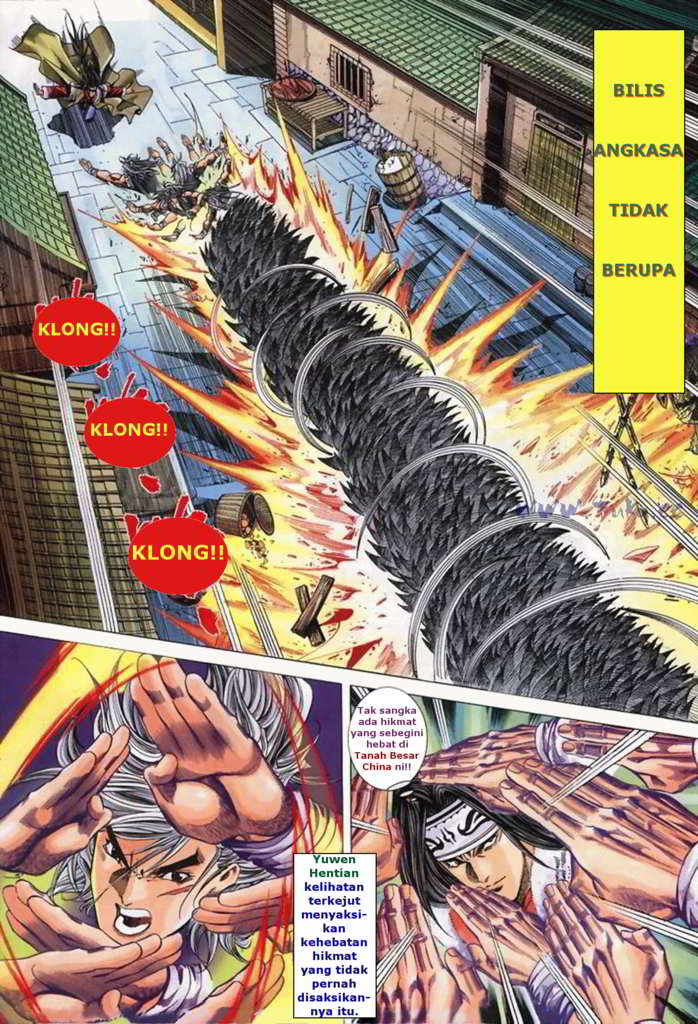 BILIS
ANGKASA
TIDAK
BERUPA
KLONG!!
KLONG!!
KLONG!!
Tak sangka
ada hikmat
yang sebegini
hebat di
Tanah Besar
China ni!!
Yuwen
Hentian
kelihatan
terkejut
menyaksi-
kan
kehebatan
hikmat
yang tidak
pernah
disaksikan-
nya itu.